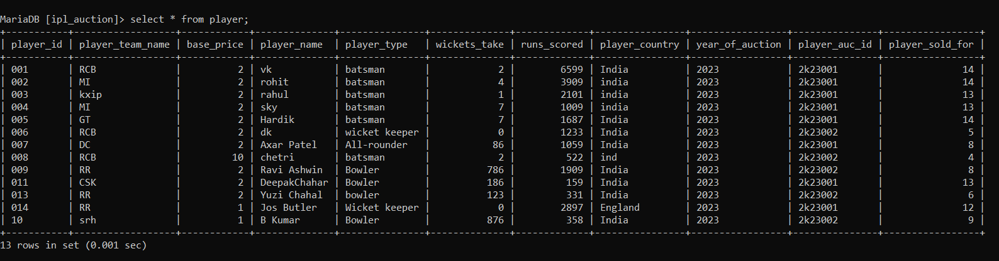 MariaDB [ipl_auction]> select * from player;
+-----------+------------------+------------+--------------+---------------+--------------+-------------+----------------+-----------------+---------------+-----------------+
| player_id | player_team_name | base_price | player_name  | player_type   | wickets_take | runs_scored | player_country | year_of_auction | player_auc_id | player_sold_for |
+-----------+------------------+------------+--------------+---------------+--------------+-------------+----------------+-----------------+---------------+-----------------+
| 001       | RCB              |          2 | vk           | batsman       |            2 |        6599 | India          | 2023            | 2k23001       |              14 |
| 002       | MI               |          2 | rohit        | batsman       |            4 |        3909 | india          | 2023            | 2k23001       |              14 |
| 003       | kxip             |          2 | rahul        | batsman       |            1 |        2101 | india          | 2023            | 2k23001       |              13 |
| 004       | MI               |          2 | sky          | batsman       |            7 |        1009 | india          | 2023            | 2k23001       |              13 |
| 005       | GT               |          2 | Hardik       | batsman       |            7 |        1687 | india          | 2023            | 2k23001       |              14 |
| 006       | RCB              |          2 | dk           | wicket keeper |            0 |        1233 | India          | 2023            | 2k23002       |               5 |
| 007       | DC               |          2 | Axar Patel   | All-rounder   |           86 |        1059 | India          | 2023            | 2k23001       |               8 |
| 008       | RCB              |         10 | chetri       | batsman       |            2 |         522 | ind            | 2023            | 2k23002       |               4 |
| 009       | RR               |          2 | Ravi Ashwin  | Bowler        |          786 |        1909 | India          | 2023            | 2k23002       |               8 |
| 011       | CSK              |          2 | DeepakChahar | Bowler        |          186 |         159 | India          | 2023            | 2k23001       |              13 |
| 013       | RR               |          2 | Yuzi Chahal  | bowler        |          123 |         331 | India          | 2023            | 2k23002       |               6 |
| 014       | RR               |          1 | Jos Butler   | Wicket keeper |            0 |        2897 | England        | 2023            | 2k23001       |              12 |
| 10        | srh              |          1 | B Kumar      | Bowler        |          876 |         358 | India          | 2023            | 2k23002       |               9 |
+-----------+------------------+------------+--------------+---------------+--------------+-------------+----------------+-----------------+---------------+-----------------+
13 rows in set (0.001 sec)